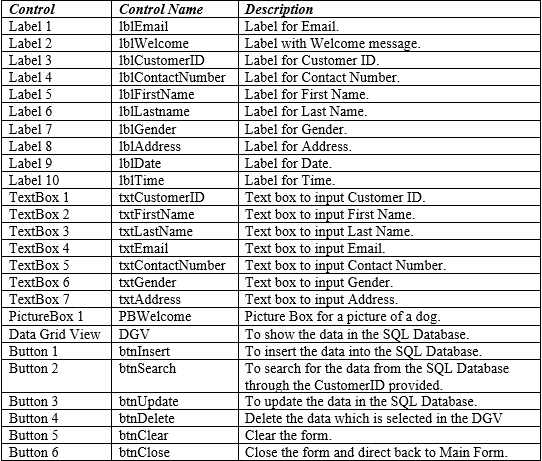 Control Control Name Description
Label 1 lblEmail Label for Email.
Label 2 lblWelcome Label with Welcome message.
Label 3 lblCustomerID Label for Customer ID.
Label 4 lblContactNumber Label for Contact Number.
Label 5 lblFirstName Label for First Name.
Label 6 lblLastname Label for Last Name.
Label 7 lblGender Label for Gender.
Label 8 lblAddress Label for Address.
Label 9 lblDate Label for Date.
Label 10 lblTime Label for Time.
TextBox 1 txtCustomerID Text box to input Customer ID.
TextBox 2 txtFirstName Text box to input First Name.
TextBox 3 txtLastName Text box to input Last Name.
TextBox 4 txtEmail Text box to input Email.
TextBox 5 txtContactNumber Text box to input Contact Number.
TextBox 6 txtGender Text box to input Gender.
TextBox 7 txtAddress Text box to input Address.
PictureBox 1 PBWelcome Picture Box for a picture of a dog.
Data Grid View DGV To show the data in the SQL Database.
Button 1 btnInsert To insert the data into the SQL Database.
Button 2 btnSearch To search for the data from the SQL Database
through the CustomerID provided.
Button 3 btnUpdate To update the data in the SQL Database.
Button 4 btnDelete Delete the data which is selected in the DGV
Button 5 btnClear Clear the form.
Button 6 btnClose Close the form and direct back to Main Form.